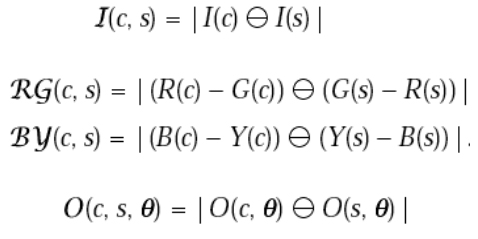 𝓘(c, s) = | I(c) ⊖ I(s) |
𝓡𝓖(c, s) = | (R(c) − G(c)) ⊖ (G(s) − R(s)) |
𝓑𝓨(c, s) = | (B(c) − Y(c)) ⊖ (Y(s) − B(s)) | .
O(c, s, θ) = | O(c, θ) ⊖ O(s, θ) |